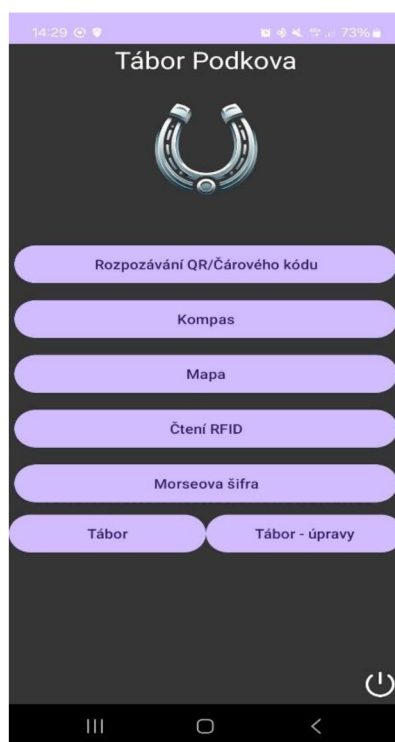 14:29 73%
Tábor Podkova
Rozpozávání QR/Čárového kódu
Kompas
Mapa
Čtení RFID
Morseova šifra
Tábor Tábor - úpravy